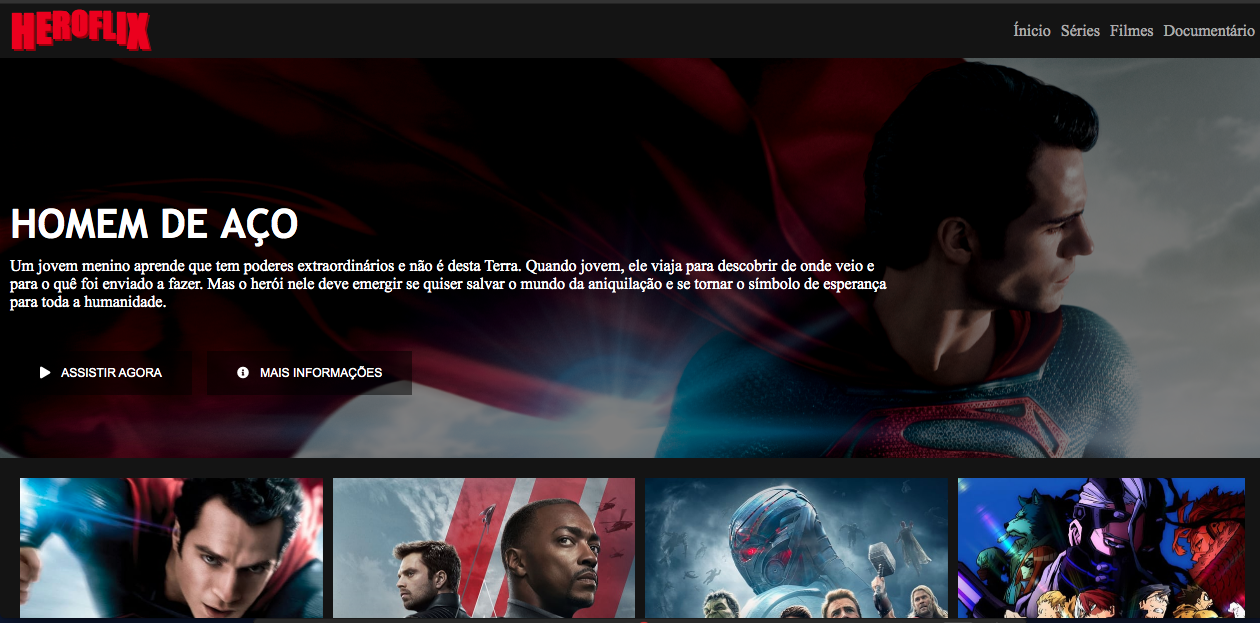 HEROFLIX
Ínicio Séries Filmes Documentário
HOMEM DE AÇO
Um jovem menino aprende que tem poderes extraordinários e não é desta Terra. Quando jovem, ele viaja para descobrir de onde veio e
para o quê foi enviado a fazer. Mas o herói nele deve emergir se quiser salvar o mundo da aniquilação e se tornar o símbolo de esperança
para toda a humanidade.
ASSISTIR AGORA MAIS INFORMAÇÕES